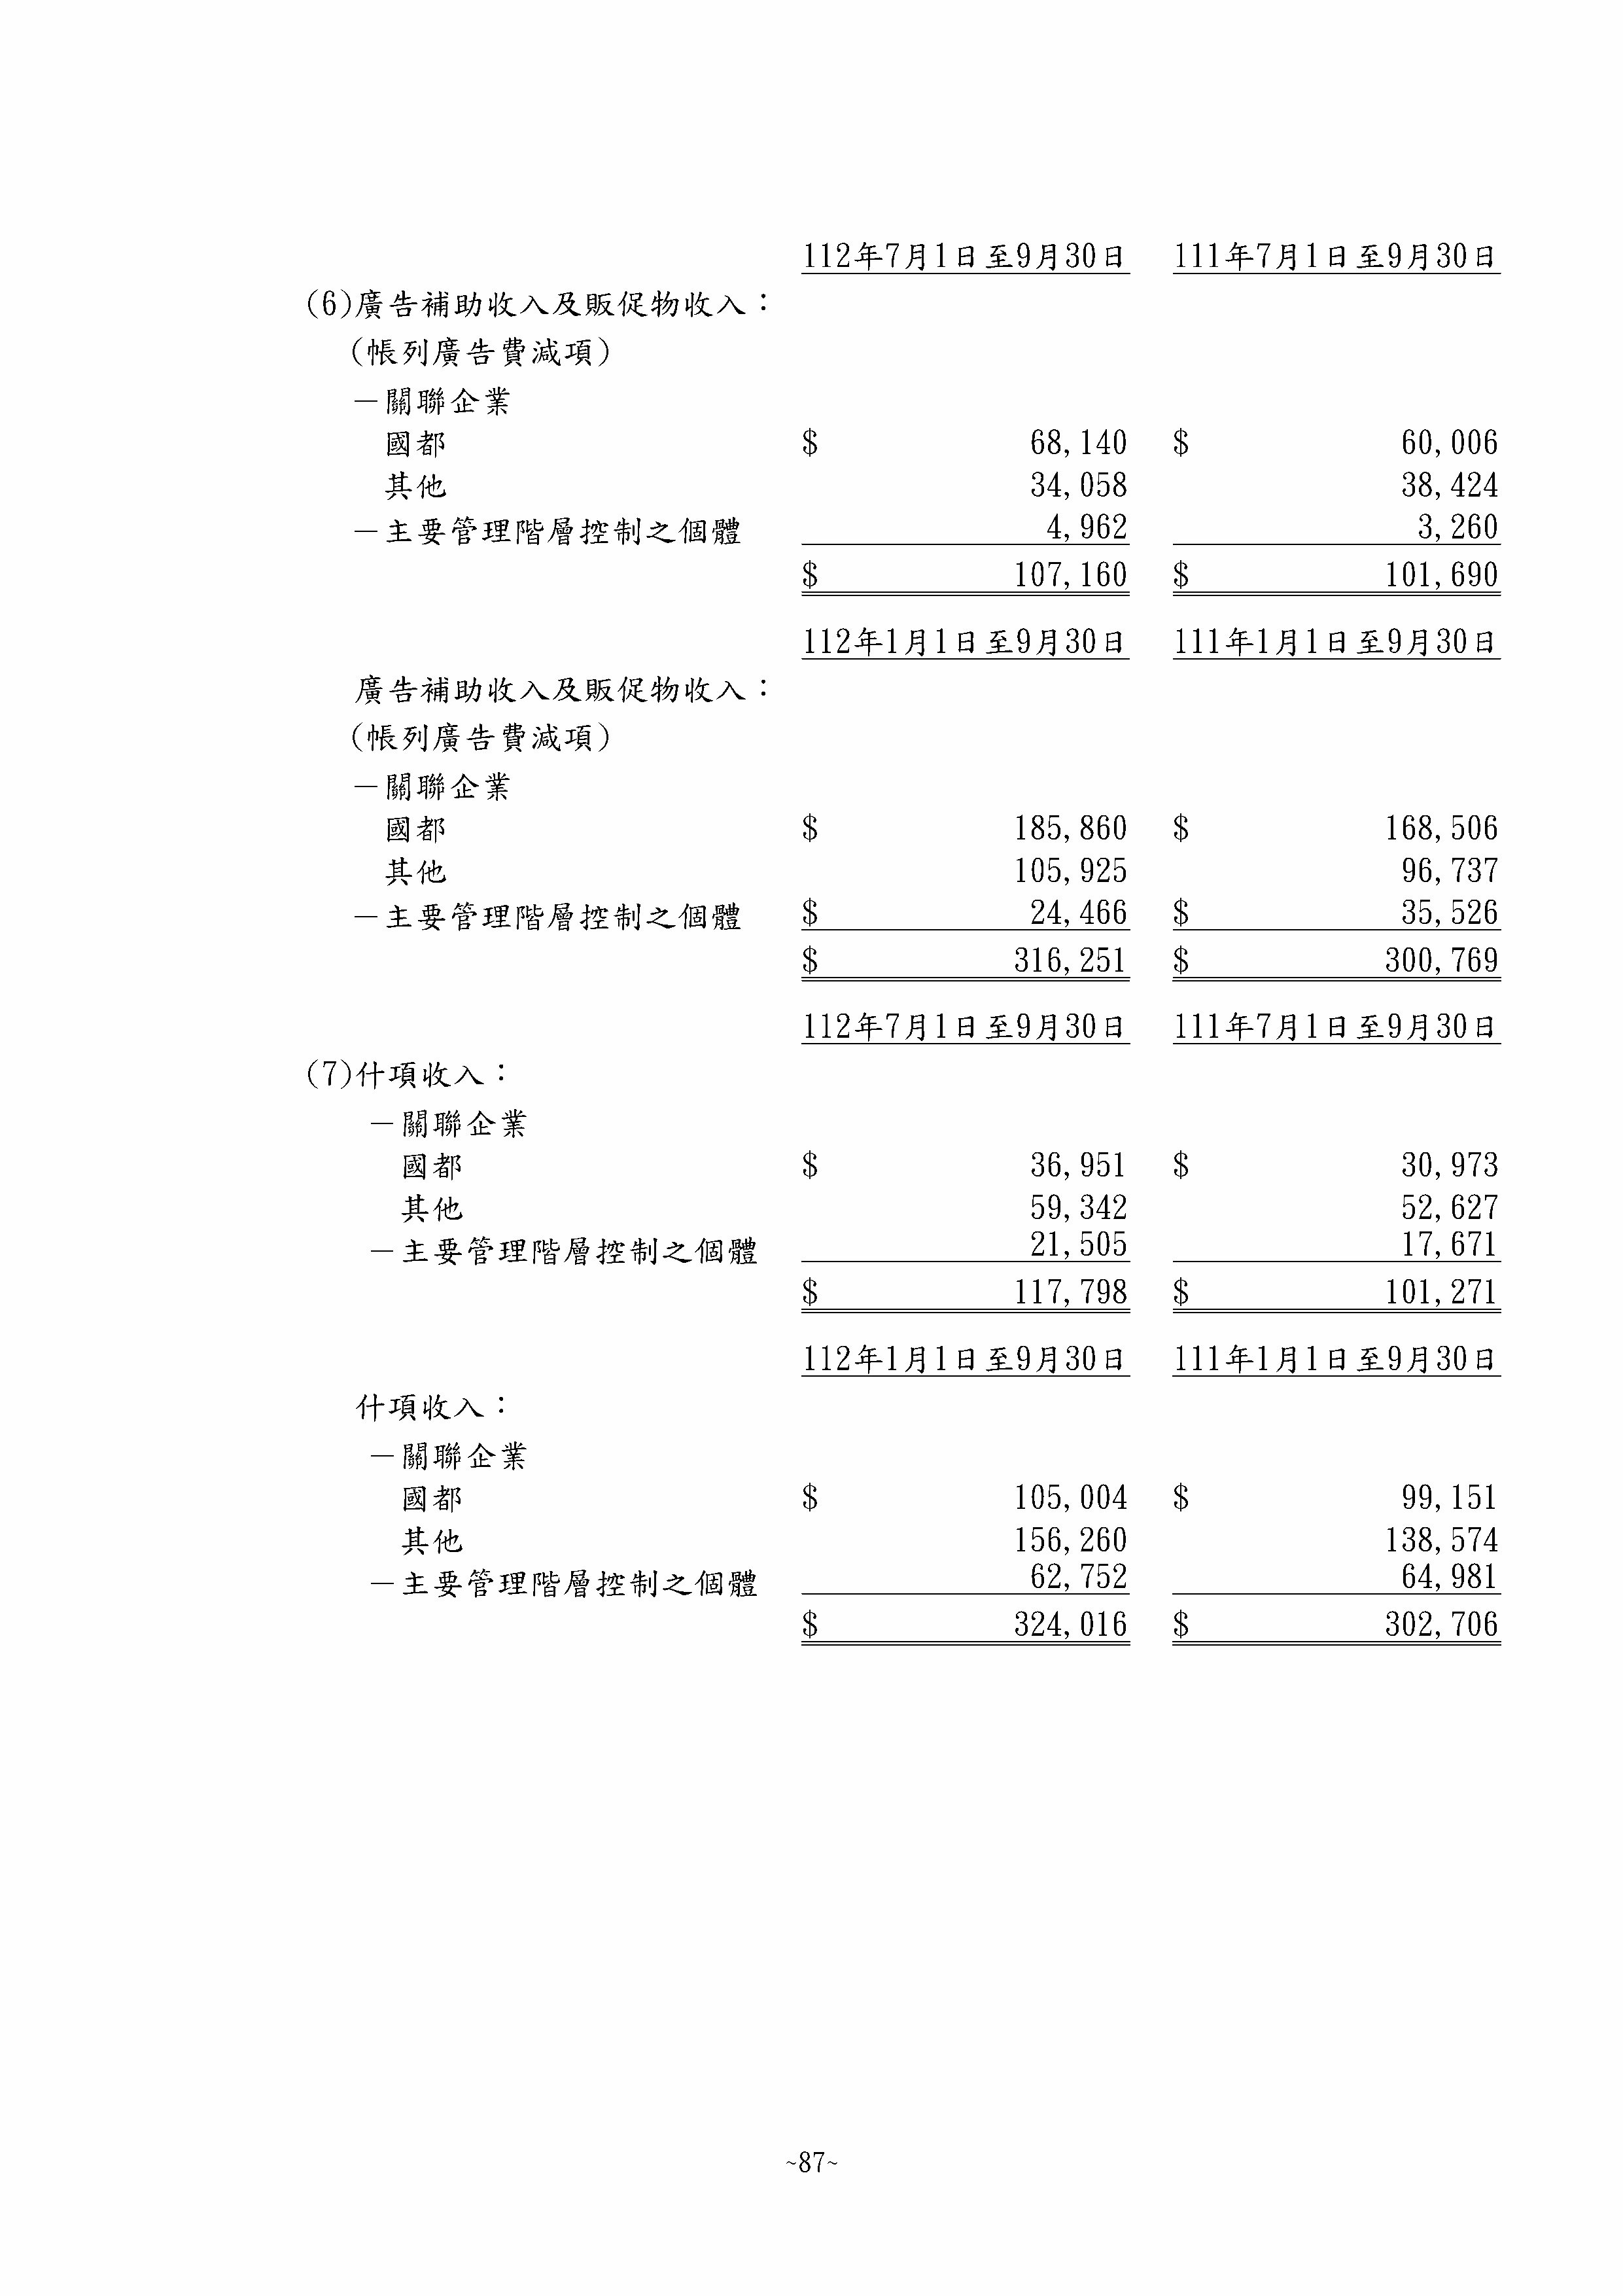 112年7月1日至9月30日 111年7月1日至9月30日
(6)廣告補助收入及販促物收入：
(帳列廣告費減項)
－關聯企業
國都 $ 68,140 $ 60,006
其他 34,058 38,424
－主要管理階層控制之個體 4,962 3,260
$ 107,160 $ 101,690
112年1月1日至9月30日 111年1月1日至9月30日
廣告補助收入及販促物收入：
(帳列廣告費減項)
－關聯企業
國都 $ 185,860 $ 168,506
其他 105,925 96,737
－主要管理階層控制之個體 $ 24,466 $ 35,526
$ 316,251 $ 300,769
112年7月1日至9月30日 111年7月1日至9月30日
(7)什項收入：
－關聯企業
國都 $ 36,951 $ 30,973
其他 59,342 52,627
－主要管理階層控制之個體 21,505 17,671
$ 117,798 $ 101,271
112年1月1日至9月30日 111年1月1日至9月30日
什項收入：
－關聯企業
國都 $ 105,004 $ 99,151
其他 156,260 138,574
－主要管理階層控制之個體 62,752 64,981
$ 324,016 $ 302,706
~87~